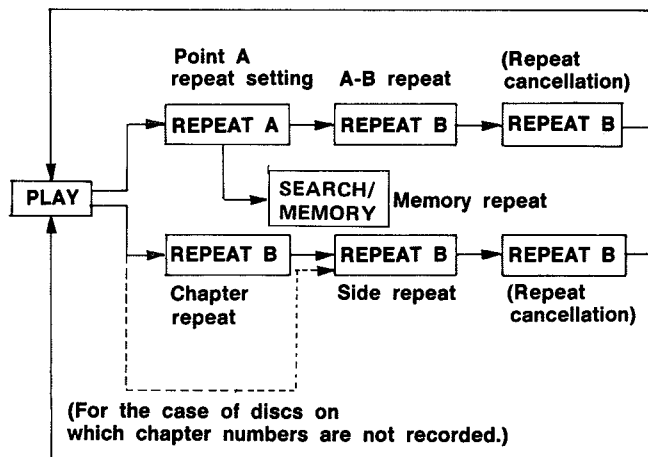 Point A
repeat setting
A-B repeat
(Repeat
cancellation)
REPEAT A
REPEAT B
REPEAT B
PLAY
SEARCH/
MEMORY
Memory repeat
REPEAT B
REPEAT B
REPEAT B
Chapter
repeat
Side repeat
(Repeat
cancellation)
(For the case of discs on
which chapter numbers are not recorded.)